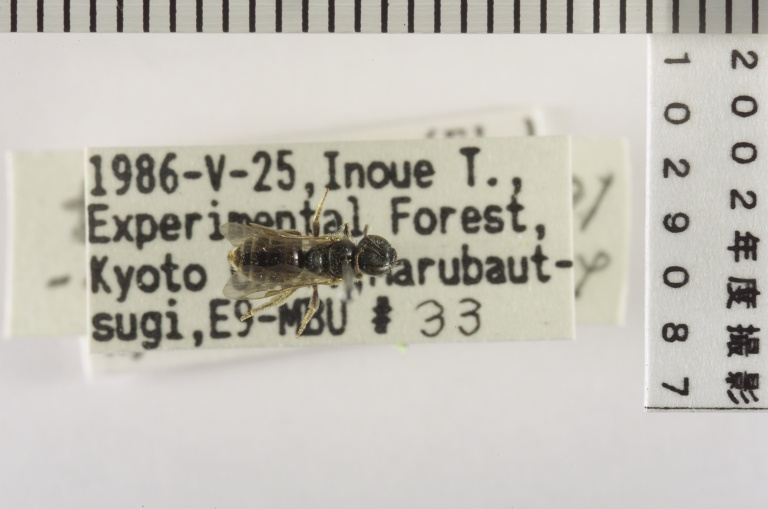 1986-V-25, Inoue T.,
Experimental Forest,
Kyoto
sugi, E9-MBU # 33
2002年度撮影
1029087